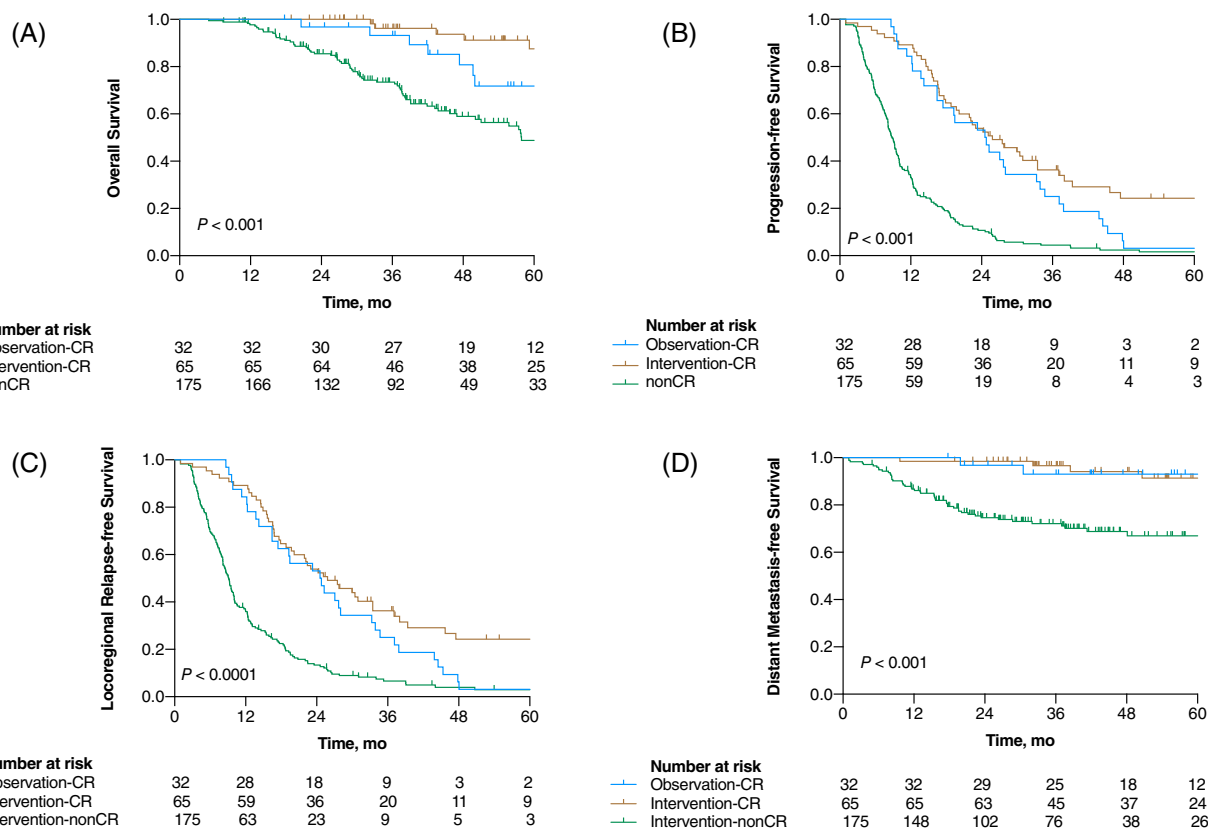 (A)
Overall Survival
1.0
0.8
0.6
0.4
0.2
0.0
P < 0.001
0 12 24 36 48 60
Time, mo
umber at risk
bservation-CR 32 32 30 27 19 12
tervention-CR 65 65 64 46 38 25
nCR 175 166 132 92 49 33
(B)
Progression-free Survival
1.0
0.8
0.6
0.4
0.2
0.0
P < 0.001
0 12 24 36 48 60
Time, mo
Number at risk
Observation-CR 32 28 18 9 3 2
Intervention-CR 65 59 36 20 11 9
nonCR 175 59 19 8 4 3
(C)
Locoregional Relapse-free Survival
1.0
0.8
0.6
0.4
0.2
0.0
P < 0.0001
0 12 24 36 48 60
Time, mo
umber at risk
bservation-CR 32 28 18 9 3 2
tervention-CR 65 59 36 20 11 9
tervention-nonCR 175 63 23 9 5 3
(D)
Distant Metastasis-free Survival
1.0
0.8
0.6
0.4
0.2
0.0
P < 0.001
0 12 24 36 48 60
Time, mo
Number at risk
Observation-CR 32 32 29 25 18 12
Intervention-CR 65 65 63 45 37 24
Intervention-nonCR 175 148 102 76 38 26